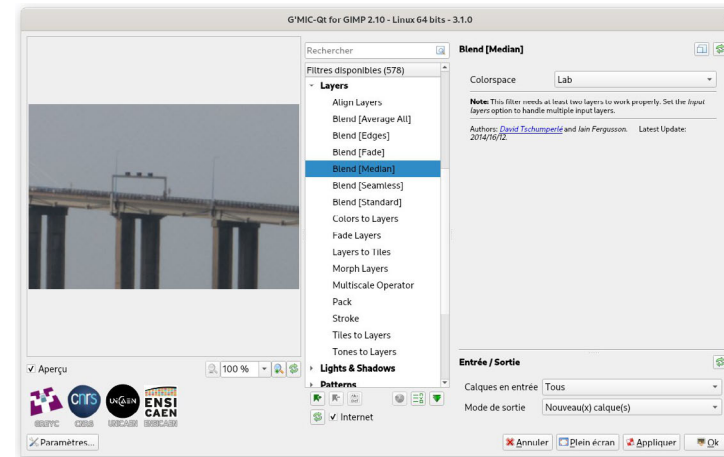 G'MIC-Qt for GIMP 2.10 - Linux 64 bits - 3.1.0
Rechercher
Filtres disponibles (578)
Layers
Align Layers
Blend [Average All]
Blend [Edges]
Blend [Fade]
Blend [Median]
Blend [Seamless]
Blend [Standard]
Colors to Layers
Fade Layers
Layers to Tiles
Morph Layers
Multiscale Operator
Pack
Stroke
Tiles to Layers
Tones to Layers
Lights & Shadows
Patterns
Internet
Aperçu
100 %
CNRS
UNICAEN
ENSI
CAEN
GREYC
CNRS
UNICAEN
ENSICAEN
Paramètres...
Blend [Median]
Colorspace
Lab
Note: This filter needs at least two layers to work properly. Set the Input
layers option to handle multiple input layers.
Authors: David Tschumperlé and Iain Fergusson. Latest Update:
2014/16/12.
Entrée / Sortie
Calques en entrée Tous
Mode de sortie Nouveau(x) calque(s)
Annuler
Plein écran
Appliquer
Ok